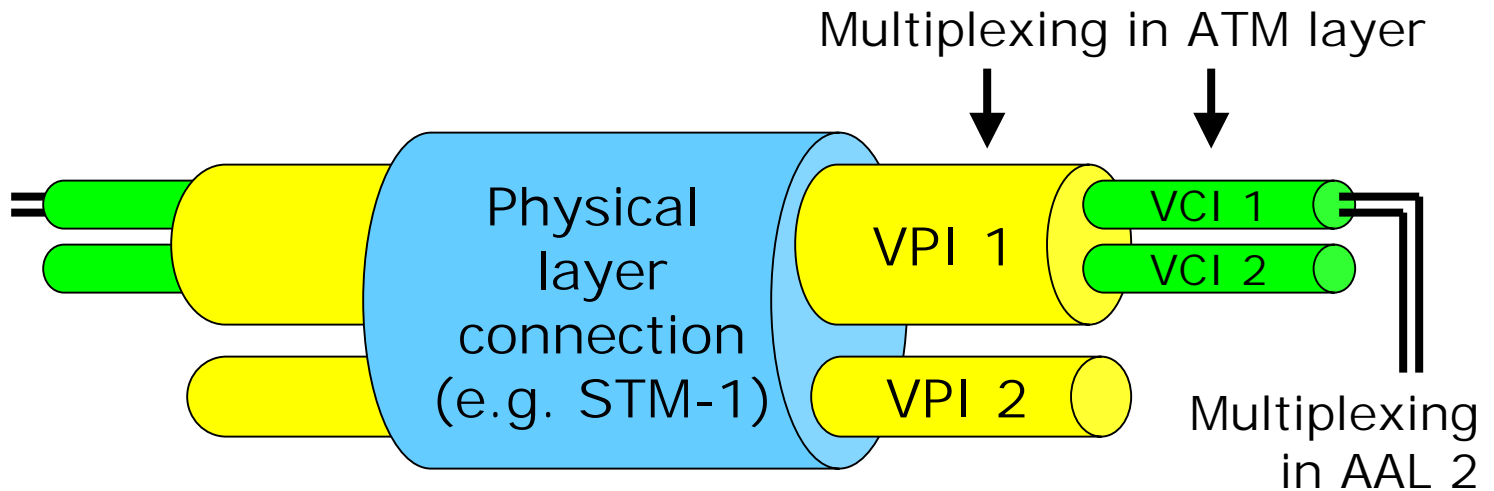 Multiplexing in ATM layer
Physical
layer
connection
(e.g. STM-1)
VPI 1
VCI 1
VCI 2
VPI 2
Multiplexing
in AAL 2